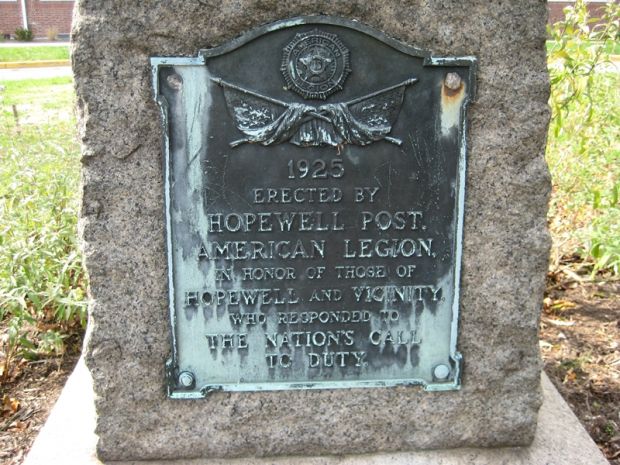 1925
ERECTED BY
HOPEWELL POST.
AMERICAN LEGION,
IN HONOR OF THOSE OF
HOPEWELL AND VICINITY,
WHO RESPONDED TO
THE NATION'S CALL
TO DUTY.